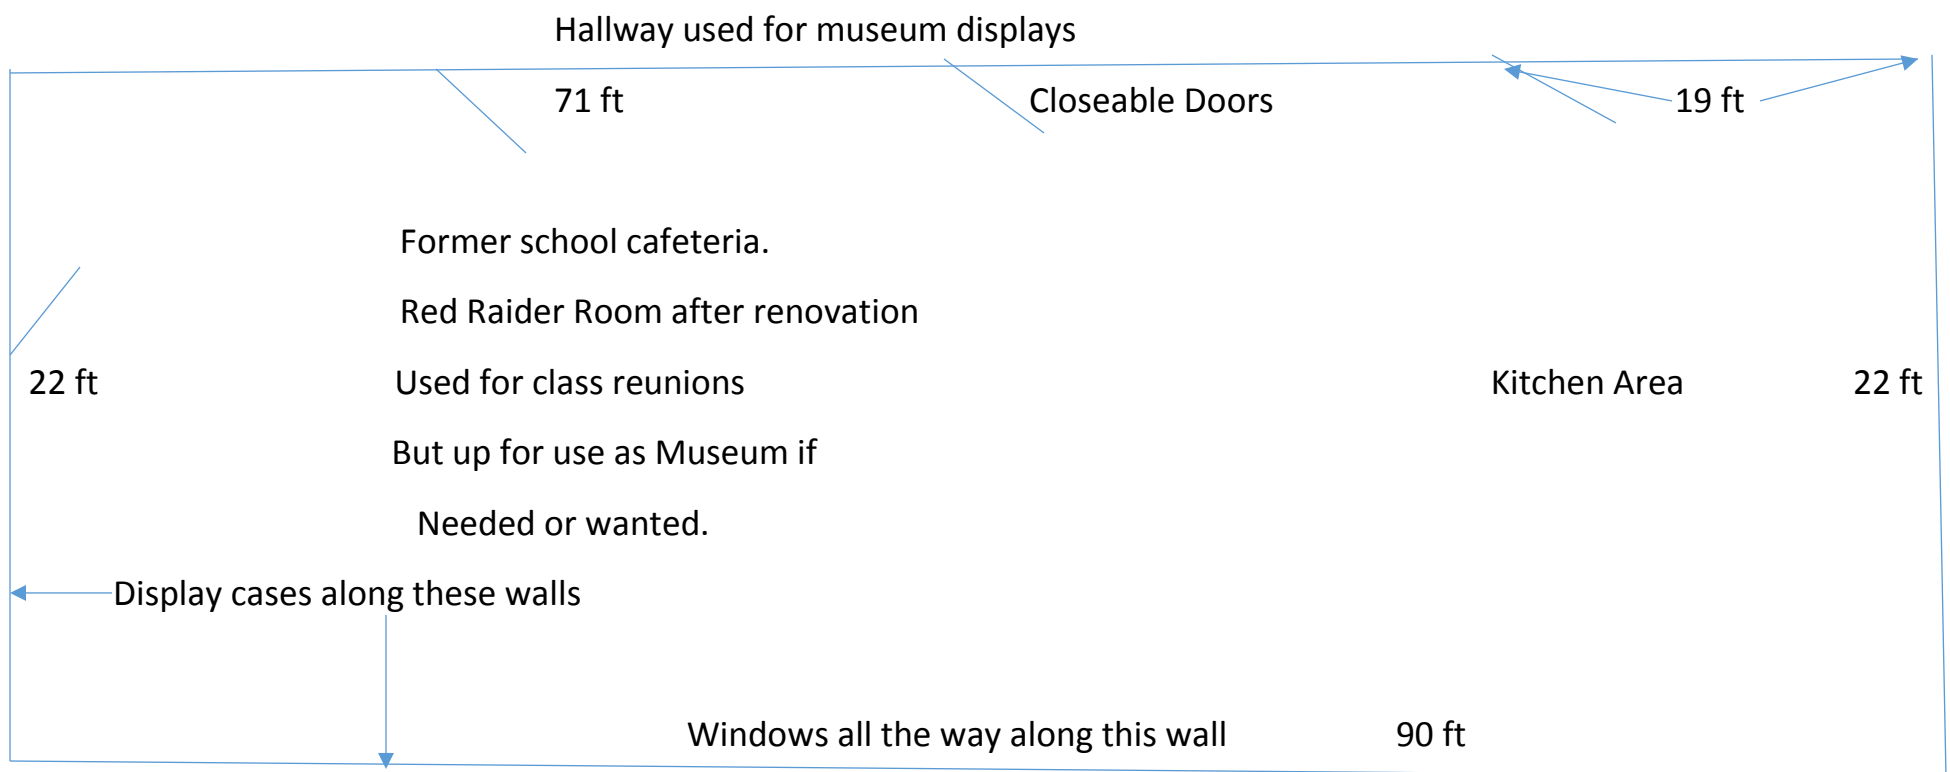 Hallway used for museum displays
71 ft Closeable Doors 19 ft
Former school cafeteria.
Red Raider Room after renovation
22 ft Used for class reunions Kitchen Area 22 ft
But up for use as Museum if
Needed or wanted.
Display cases along these walls
Windows all the way along this wall 90 ft